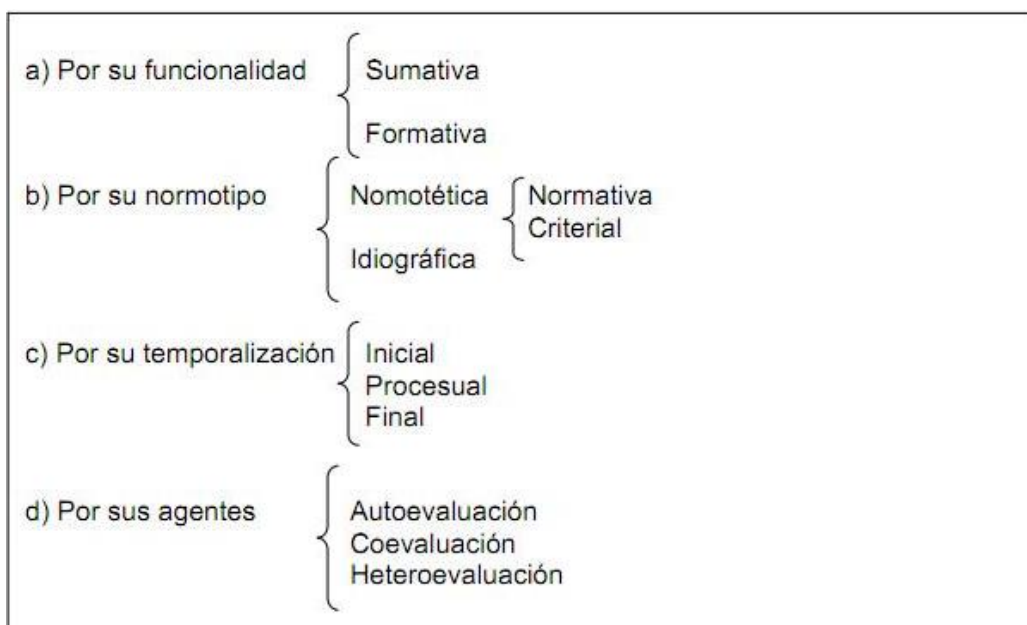 a) Por su funcionalidad
Sumativa
Formativa
b) Por su normotipo
Nomotética
Normativa
Criterial
Idiográfica
c) Por su temporalización
Inicial
Procesual
Final
d) Por sus agentes
Autoevaluación
Coevaluación
Heteroevaluación